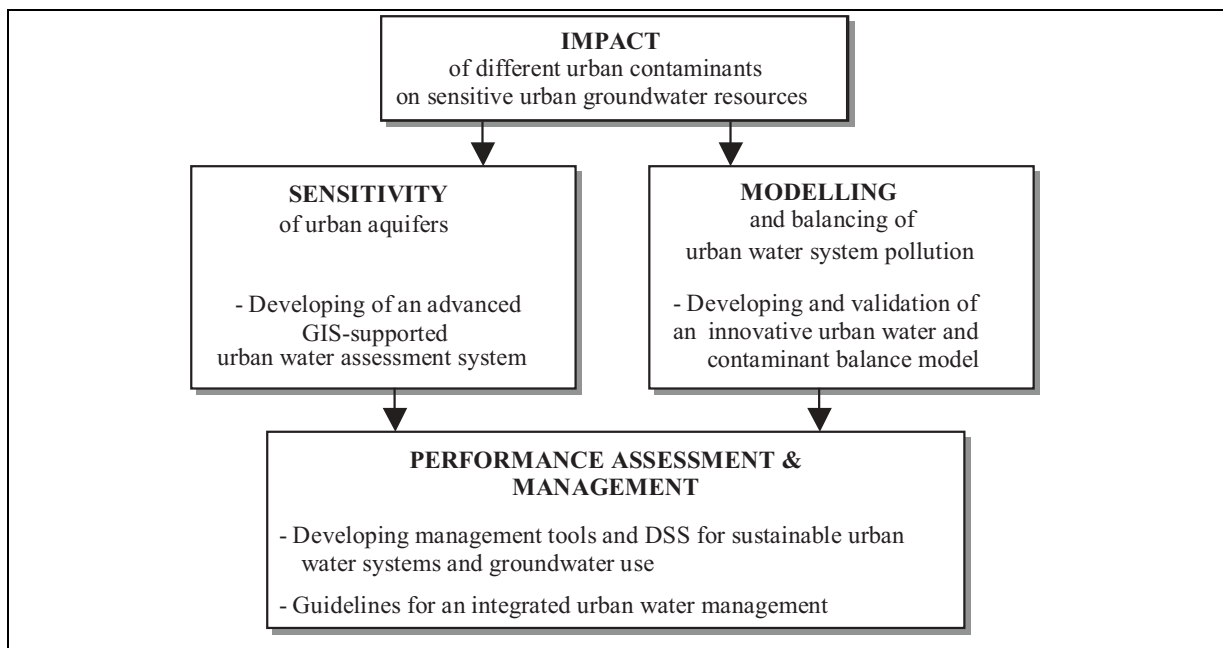 IMPACT
of different urban contaminants
on sensitive urban groundwater resources
SENSITIVITY
of urban aquifers
- Developing of an advanced
GIS-supported
urban water assessment system
MODELLING
and balancing of
urban water system pollution
- Developing and validation of
an innovative urban water and
contaminant balance model
PERFORMANCE ASSESSMENT &
MANAGEMENT
- Developing management tools and DSS for sustainable urban
water systems and groundwater use
- Guidelines for an integrated urban water management